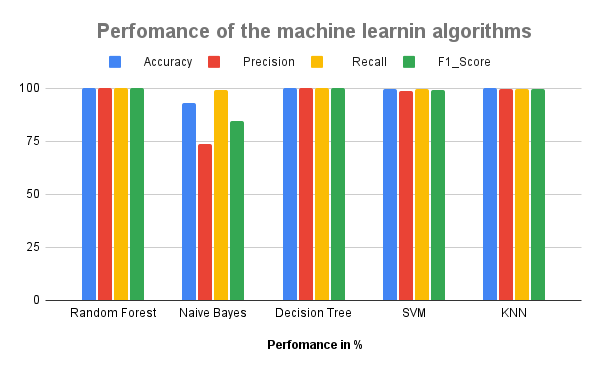 Perfomance of the machine learnin algorithms
Accuracy Precision Recall F1_Score
100
75
50
25
0
Random Forest Naive Bayes Decision Tree SVM KNN
Perfomance in %